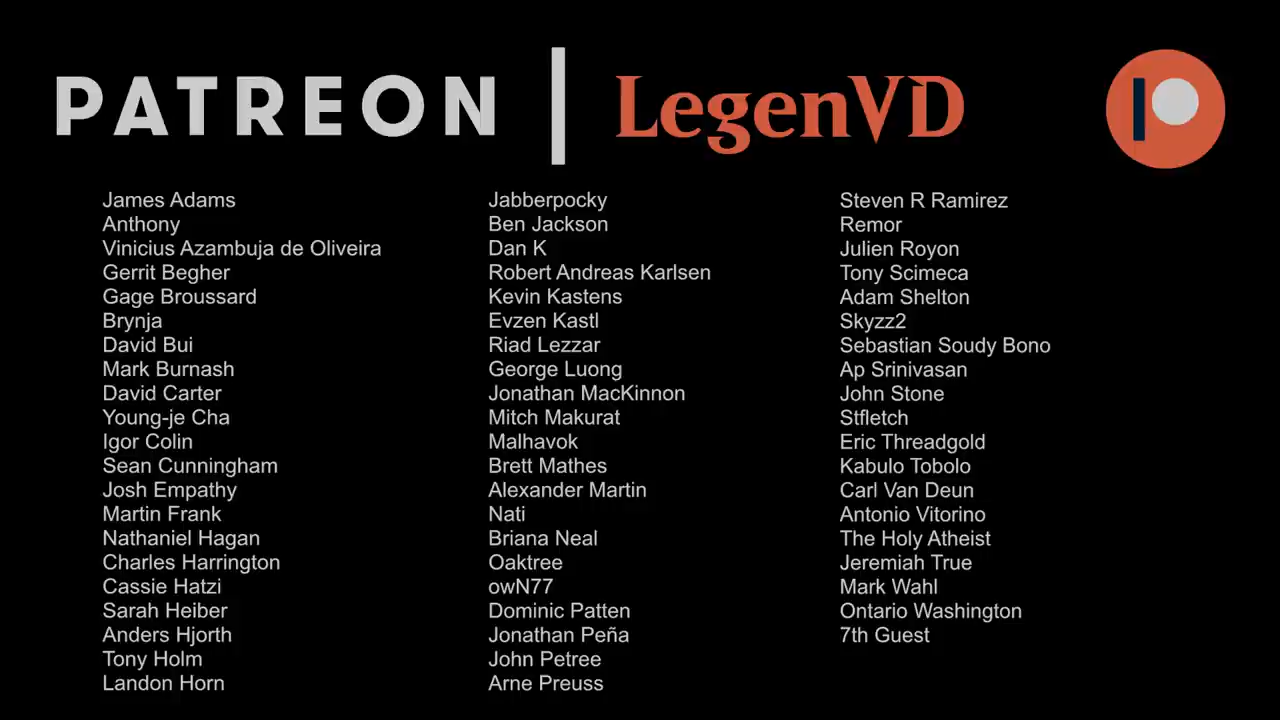 PATREON | LegenVD
James Adams
Anthony
Vinicius Azambuja de Oliveira
Gerrit Begher
Gage Broussard
Brynja
David Bui
Mark Burnash
David Carter
Young-je Cha
Igor Colin
Sean Cunningham
Josh Empathy
Martin Frank
Nathaniel Hagan
Charles Harrington
Cassie Hatzi
Sarah Heiber
Anders Hjorth
Tony Holm
Landon Horn
Jabberpocky
Ben Jackson
Dan K
Robert Andreas Karlsen
Kevin Kastens
Evzen Kastl
Riad Lezzar
George Luong
Jonathan MacKinnon
Mitch Makurat
Malhavok
Brett Mathes
Alexander Martin
Nati
Briana Neal
Oaktree
owN77
Dominic Patten
Jonathan Peña
John Petree
Arne Preuss
Steven R Ramirez
Remor
Julien Royon
Tony Scimeca
Adam Shelton
Skyzz2
Sebastian Soudy Bono
Ap Srinivasan
John Stone
Stfletch
Eric Threadgold
Kabulo Tobolo
Carl Van Deun
Antonio Vitorino
The Holy Atheist
Jeremiah True
Mark Wahl
Ontario Washington
7th Guest